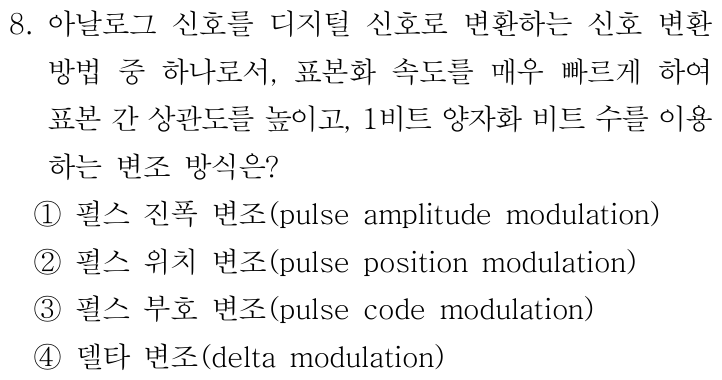 8. 아날로그 신호를 디지털 신호로 변환하는 신호 변환
방법 중 하나로서, 표본화 속도를 매우 빠르게 하여
표본 간 상관도를 높이고, 1비트 양자화 비트 수를 이용
하는 변조 방식은?
① 펄스 진폭 변조(pulse amplitude modulation)
② 펄스 위치 변조(pulse position modulation)
③ 펄스 부호 변조(pulse code modulation)
④ 델타 변조(delta modulation)